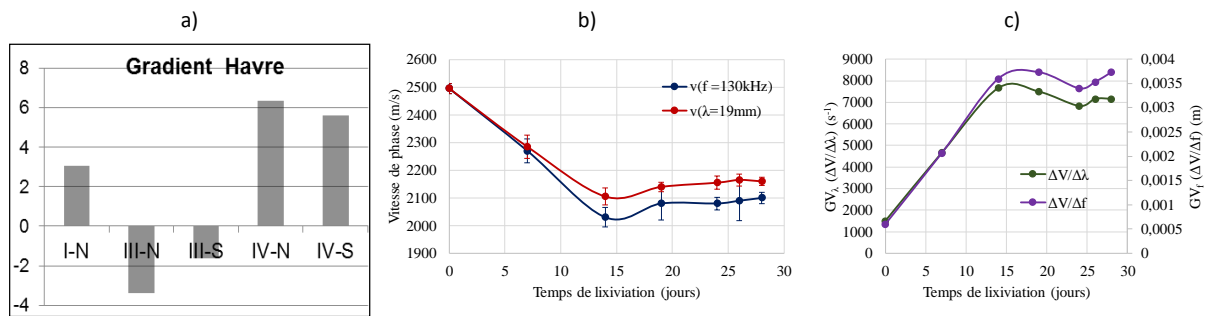 a)
b)
c)
Gradient Havre
8
6
4
2
0
-2
-4
I-N
III-N
III-S
IV-N
IV-S
Vitesse de phase (m/s)
2600
2500
2400
2300
2200
2100
2000
1900
v(f =130kHz)
v(λ=19mm)
0 5 10 15 20 25 30
Temps de lixiviation (jours)
GV_λ (ΔV/Δλ) (s⁻¹)
9000
8000
7000
6000
5000
4000
3000
2000
1000
0
ΔV/Δλ
ΔV/Δf
0,004
0,0035
0,003
0,0025
0,002
0,0015
0,001
0,0005
0
GV_f (ΔV/Δf) (m)
0 5 10 15 20 25 30
Temps de lixiviation (jours)